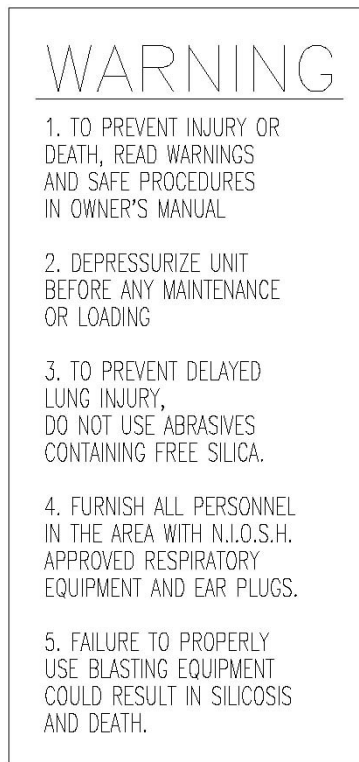 WARNING
1. TO PREVENT INJURY OR
DEATH, READ WARNINGS
AND SAFE PROCEDURES
IN OWNER'S MANUAL
2. DEPRESSURIZE UNIT
BEFORE ANY MAINTENANCE
OR LOADING
3. TO PREVENT DELAYED
LUNG INJURY,
DO NOT USE ABRASIVES
CONTAINING FREE SILICA.
4. FURNISH ALL PERSONNEL
IN THE AREA WITH N.I.O.S.H.
APPROVED RESPIRATORY
EQUIPMENT AND EAR PLUGS.
5. FAILURE TO PROPERLY
USE BLASTING EQUIPMENT
COULD RESULT IN SILICOSIS
AND DEATH.